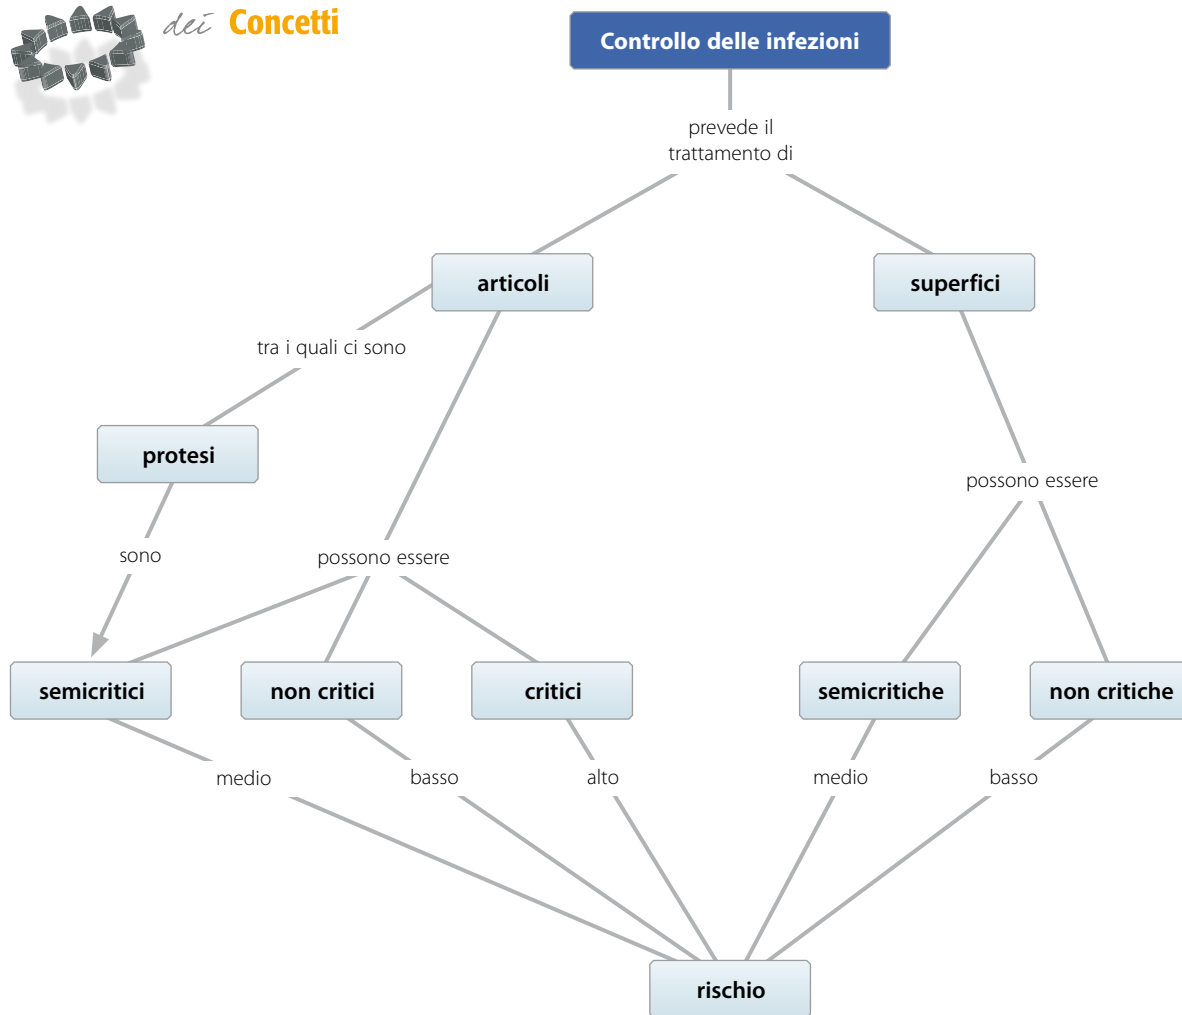 dei Concetti
Controllo delle infezioni
prevede il
trattamento di
articoli
superfici
tra i quali ci sono
protesi
possono essere
sono
possono essere
semicritici
non critici
critici
semicritiche
non critiche
medio
basso
alto
medio
basso
rischio